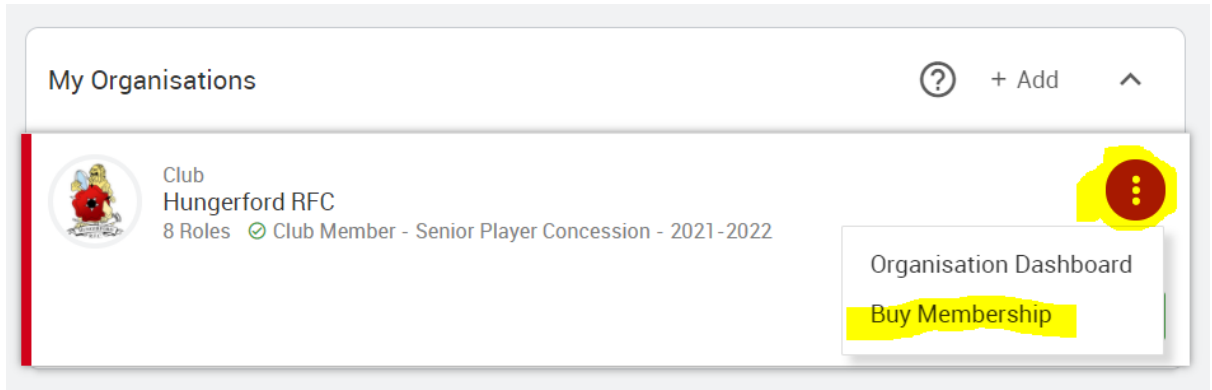 My Organisations
+ Add
Club
Hungerford RFC
8 Roles Club Member - Senior Player Concession - 2021-2022
Organisation Dashboard
Buy Membership